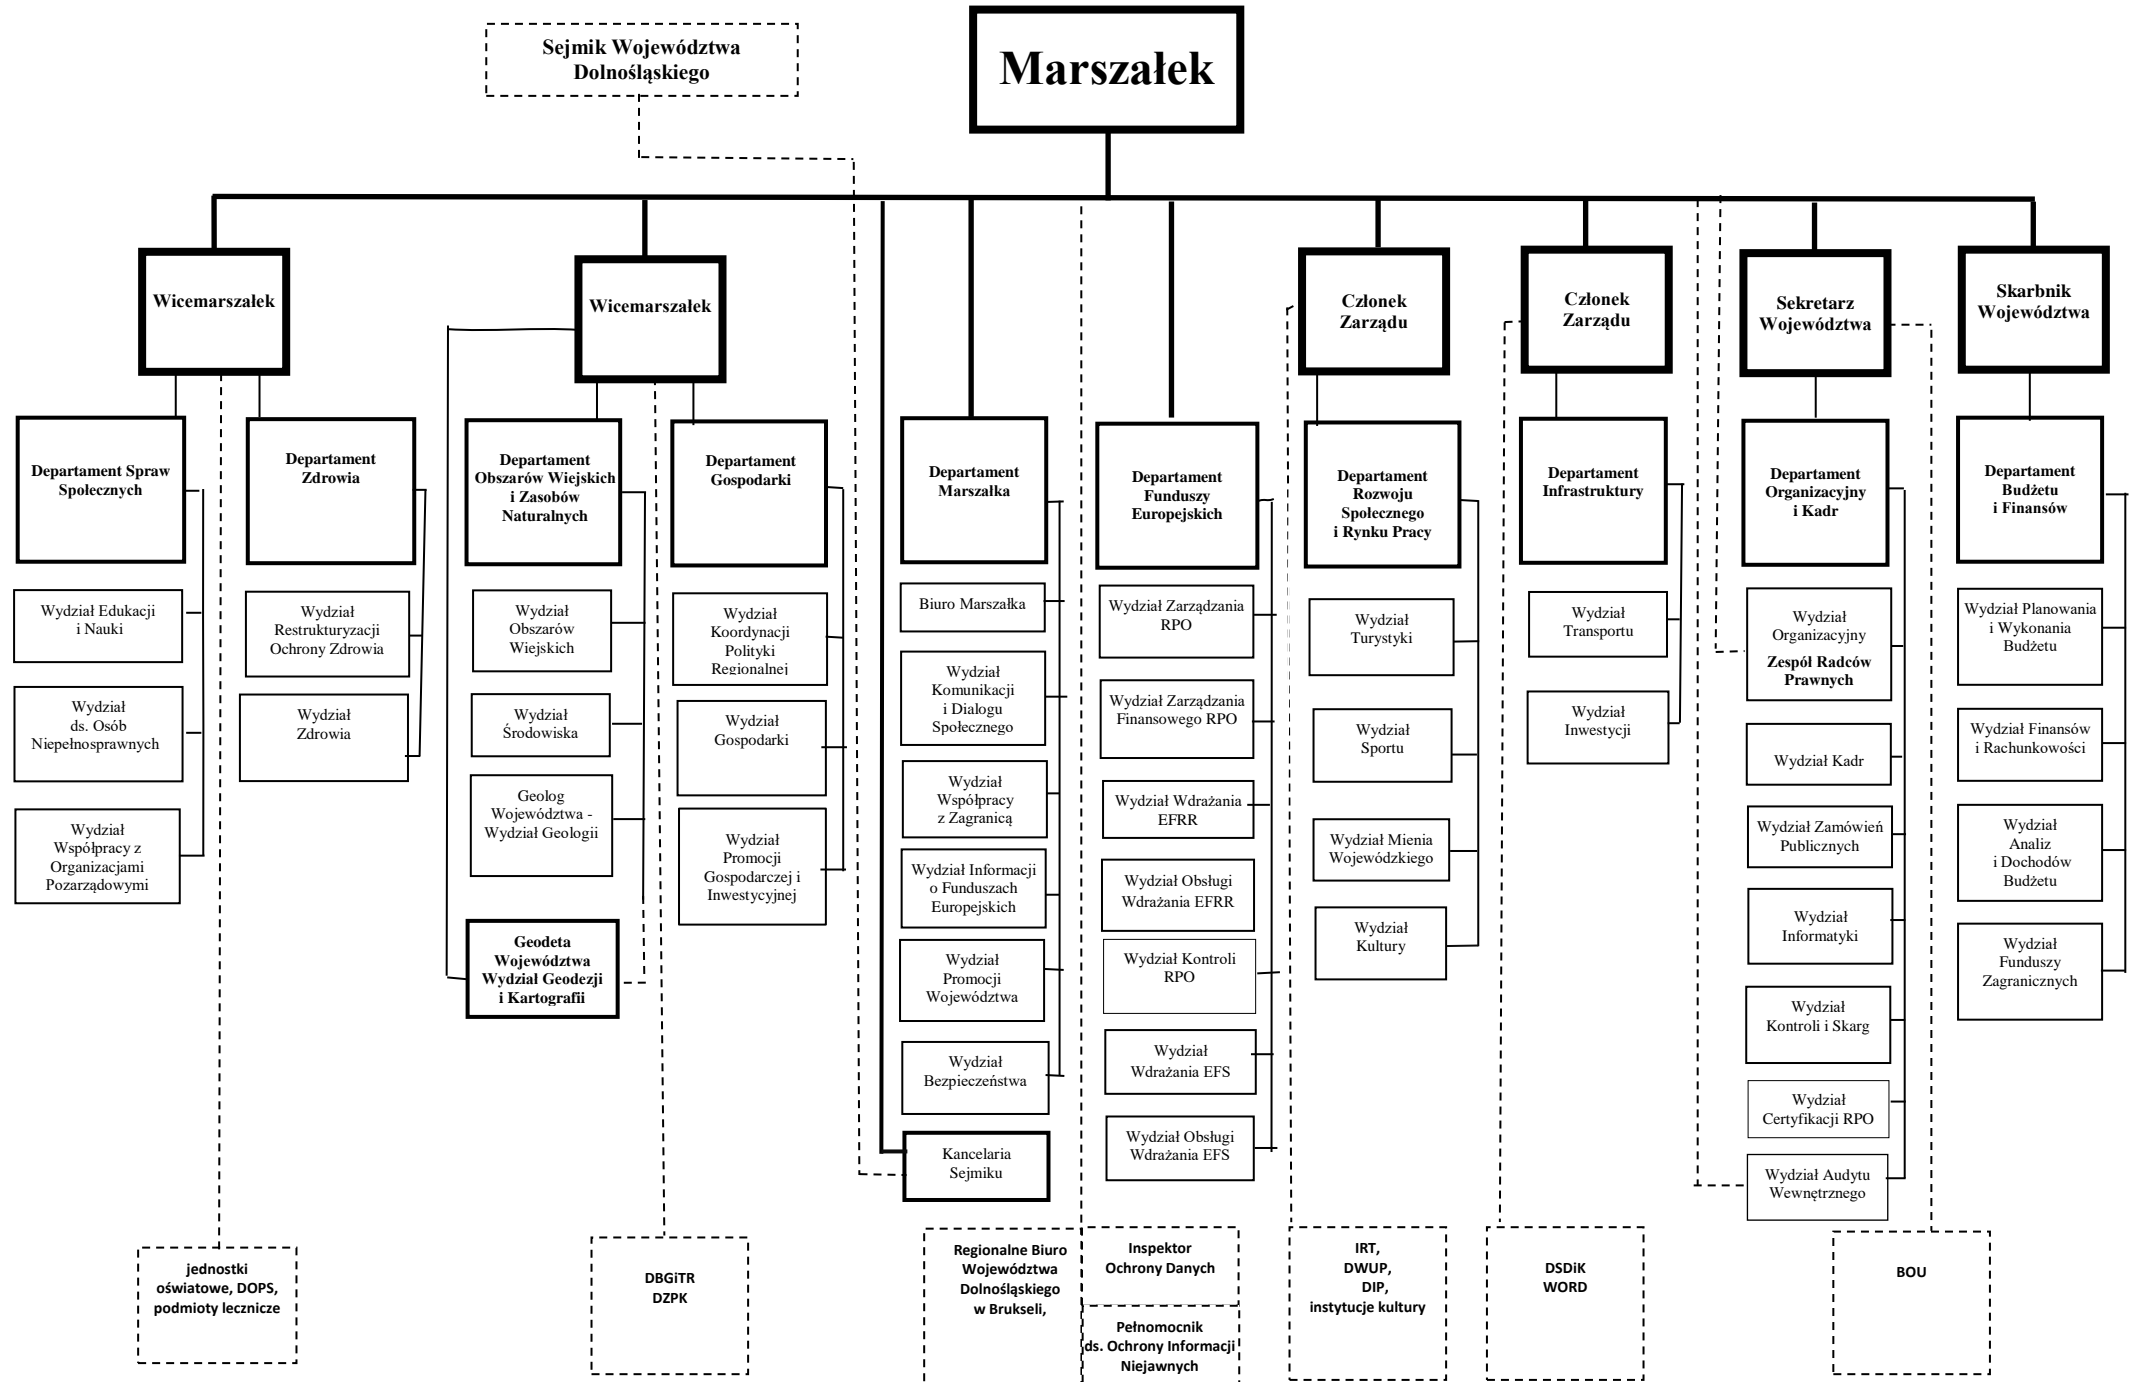 Sejmik Województwa
Dolnośląskiego
Marszałek
Wicemarszałek
Wicemarszałek
Członek
Zarządu
Członek
Zarządu
Sekretarz
Województwa
Skarbnik
Województwa
Departament Spraw
Społecznych
Departament
Zdrowia
Departament
Obszarów Wiejskich
i Zasobów
Naturalnych
Departament
Gospodarki
Departament
Marszałka
Departament
Funduszy
Europejskich
Departament
Rozwoju
Społecznego
i Rynku Pracy
Departament
Infrastruktury
Departament
Organizacyjny
i Kadr
Departament
Budżetu
i Finansów
Wydział Edukacji
i Nauki
Wydział
ds. Osób
Niepełnosprawnych
Wydział
Współpracy z
Organizacjami
Pozarządowymi
Wydział
Restrukturyzacji
Ochrony Zdrowia
Wydział
Zdrowia
Wydział
Obszarów
Wiejskich
Wydział
Środowiska
Geolog
Województwa -
Wydział Geologii
Geodeta
Województwa
Wydział Geodezji
i Kartografii
Wydział
Koordynacji
Polityki
Regionalnej
Wydział
Gospodarki
Wydział
Promocji
Gospodarczej i
Inwestycyjnej
Biuro Marszałka
Wydział
Komunikacji
i Dialogu
Społecznego
Wydział
Współpracy
z Zagranicą
Wydział Informacji
o Funduszach
Europejskich
Wydział
Promocji
Województwa
Wydział
Bezpieczeństwa
Kancelaria
Sejmiku
Wydział Zarządzania
RPO
Wydział Zarządzania
Finansowego RPO
Wydział Wdrażania
EFRR
Wydział Obsługi
Wdrażania EFRR
Wydział Kontroli
RPO
Wydział
Wdrażania EFS
Wydział Obsługi
Wdrażania EFS
Wydział
Turystyki
Wydział
Sportu
Wydział Mienia
Wojewódzkiego
Wydział
Kultury
Wydział
Transportu
Wydział
Inwestycji
Wydział
Organizacyjny
Zespół Radców
Prawnych
Wydział Kadr
Wydział Zamówień
Publicznych
Wydział
Informatyki
Wydział
Kontroli i Skarg
Wydział
Certyfikacji RPO
Wydział Audytu
Wewnętrznego
Wydział Planowania
i Wykonania
Budżetu
Wydział Finansów
i Rachunkowości
Wydział
Analiz
i Dochodów
Budżetu
Wydział
Funduszy
Zagranicznych
jednostki
oświatowe, DOPS,
podmioty lecznicze
DBGiTR
DZPK
Regionalne Biuro
Województwa
Dolnośląskiego
w Brukseli,
Inspektor
Ochrony Danych
Pełnomocnik
ds. Ochrony Informacji
Niejawnych
IRT,
DWUP,
DIP,
instytucje kultury
DSDiK
WORD
BOU